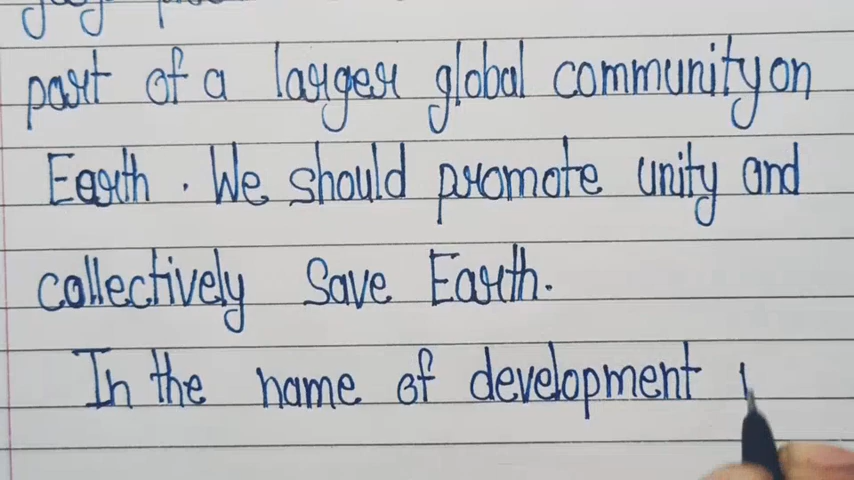 part of a larger global community on
Earth. We should promote unity and
collectively Save Earth.
In the name of development